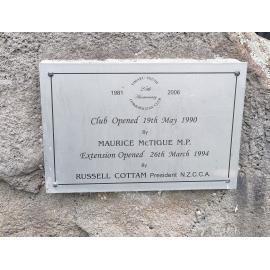 1981 25th Anniversary 2006
Club Opened 19th May 1990
By
MAURICE McTIGUE M.P.
Extension Opened 26th March 1994
By
RUSSELL COTTAM President N.Z.C.C.A.